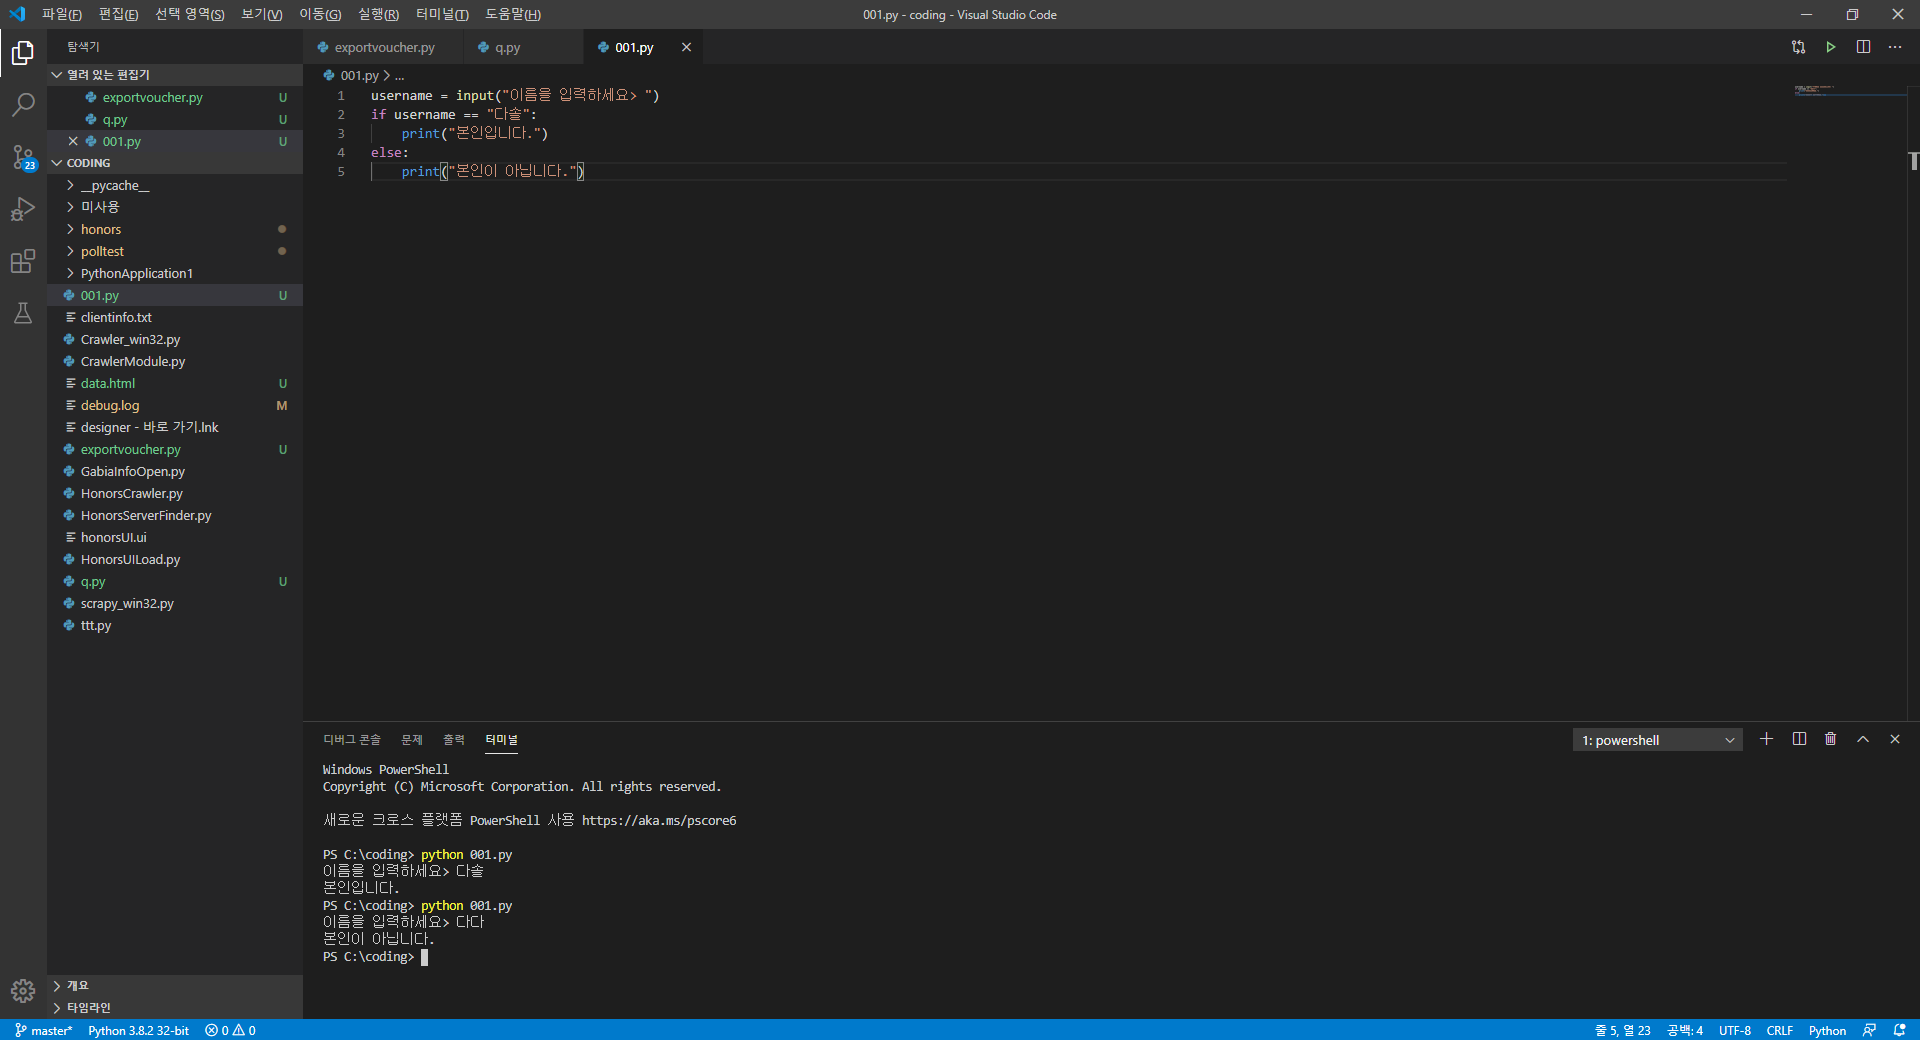 파일(F) 편집(E) 선택 영역(S) 보기(V) 이동(G) 실행(R) 터미널(T) 도움말(H)
001.py - coding - Visual Studio Code
탐색기
열려 있는 편집기
exportvoucher.py U
q.py U
001.py U
CODING
__pycache__
미사용
honors
polltest
PythonApplication1
001.py U
clientinfo.txt
Crawler_win32.py
CrawlerModule.py
data.html U
debug.log M
designer - 바로 가기.lnk
exportvoucher.py U
GabiaInfoOpen.py
HonorsCrawler.py
HonorsServerFinder.py
honorsUI.ui
HonorsUILoad.py
q.py U
scrapy_win32.py
ttt.py
개요
타임라인
23
exportvoucher.py q.py 001.py
001.py > ...
1 username = input("이름을 입력하세요> ")
2 if username == "다솔":
3 print("본인입니다.")
4 else:
5 print("본인이 아닙니다.")
디버그 콘솔 문제 출력 터미널
1: powershell
Windows PowerShell
Copyright (C) Microsoft Corporation. All rights reserved.
새로운 크로스 플랫폼 PowerShell 사용 https://aka.ms/pscore6
PS C:\coding> python 001.py
이름을 입력하세요> 다솔
본인입니다.
PS C:\coding> python 001.py
이름을 입력하세요> 다다
본인이 아닙니다.
PS C:\coding>
master* Python 3.8.2 32-bit 0 0
줄 5, 열 23 공백: 4 UTF-8 CRLF Python